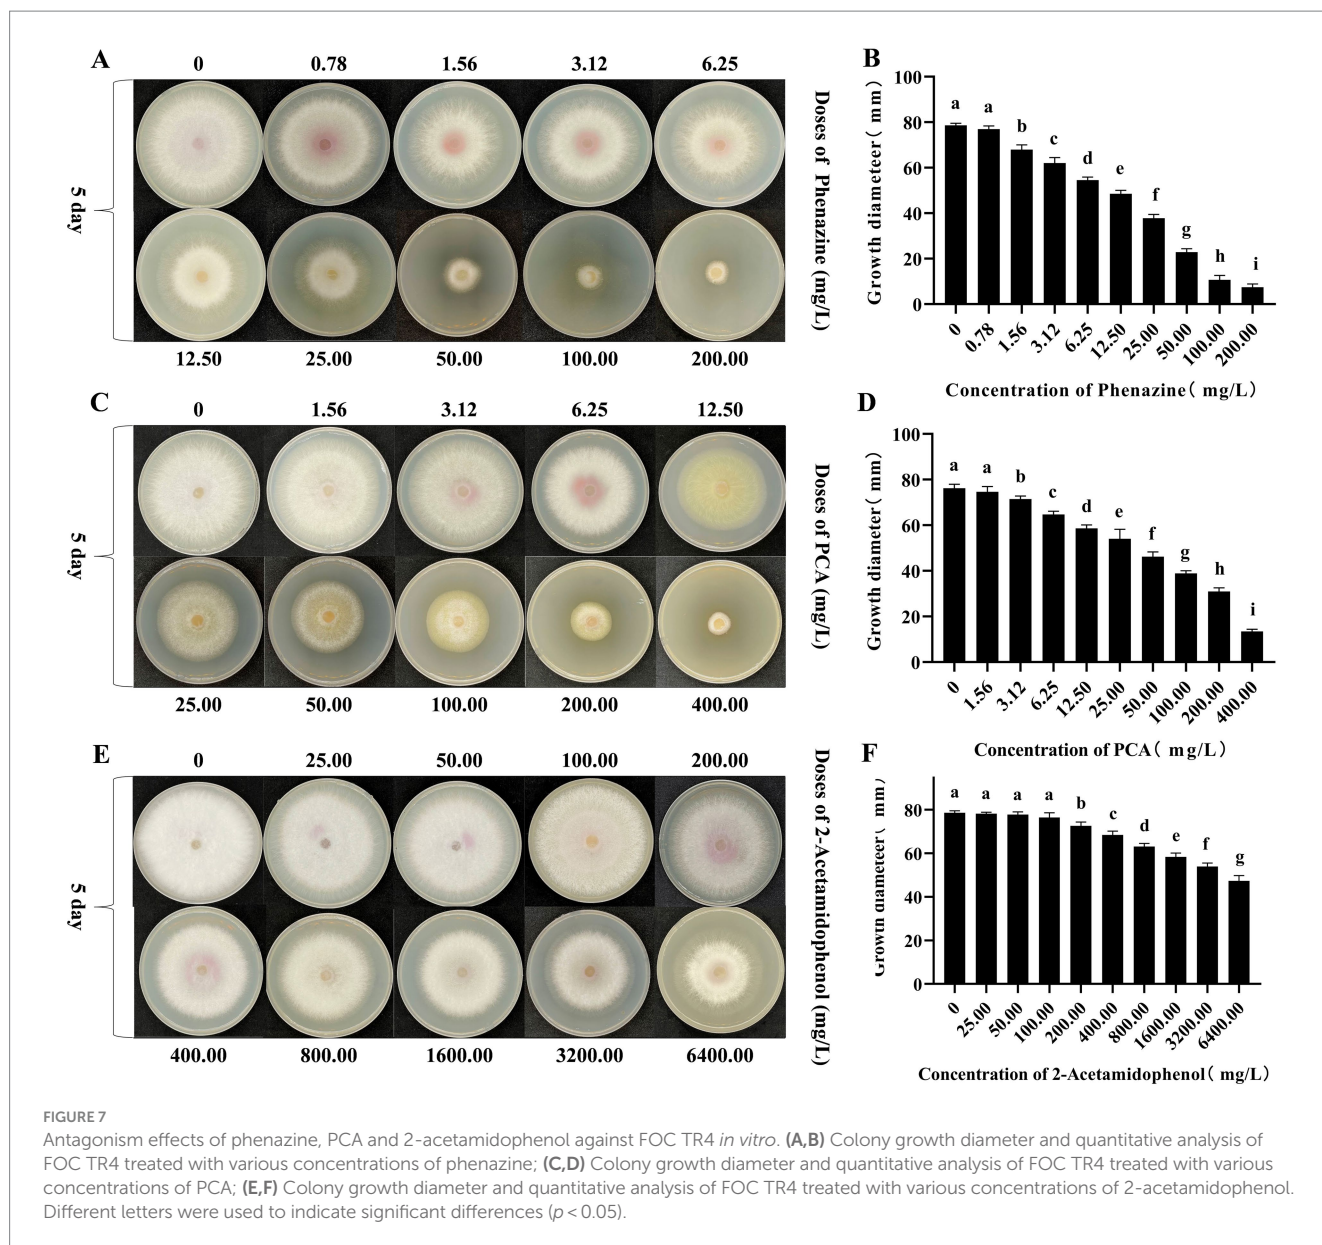 A
0 0.78 1.56 3.12 6.25
5 day
Doses of Phenazine (mg/L)
12.50 25.00 50.00 100.00 200.00
B
Growth diameteer( mm)
100
80
60
40
20
0
a a b c d e f g h i
0 0.78 1.56 3.12 6.25 12.50 25.00 50.00 100.00 200.00
Concentration of Phenazine( mg/L)
C
0 1.56 3.12 6.25 12.50
5 day
Doses of PCA (mg/L)
25.00 50.00 100.00 200.00 400.00
D
Growth diameter( mm)
100
80
60
40
20
0
a a b c d e f g h i
0 1.56 3.12 6.25 12.50 25.00 50.00 100.00 200.00 400.00
Concentration of PCA( mg/L)
E
0 25.00 50.00 100.00 200.00
5 day
Doses of 2-Acetamidophenol (mg/L)
400.00 800.00 1600.00 3200.00 6400.00
F
Growth diameteer( mm)
80
60
40
20
0
a a a a b c d e f g
0 25.00 50.00 100.00 200.00 400.00 800.00 1600.00 3200.00 6400.00
Concentration of 2-Acetamidophenol( mg/L)
FIGURE 7
Antagonism effects of phenazine, PCA and 2-acetamidophenol against FOC TR4 in vitro. (A,B) Colony growth diameter and quantitative analysis of
FOC TR4 treated with various concentrations of phenazine; (C,D) Colony growth diameter and quantitative analysis of FOC TR4 treated with various
concentrations of PCA; (E,F) Colony growth diameter and quantitative analysis of FOC TR4 treated with various concentrations of 2-acetamidophenol.
Different letters were used to indicate significant differences (p < 0.05).